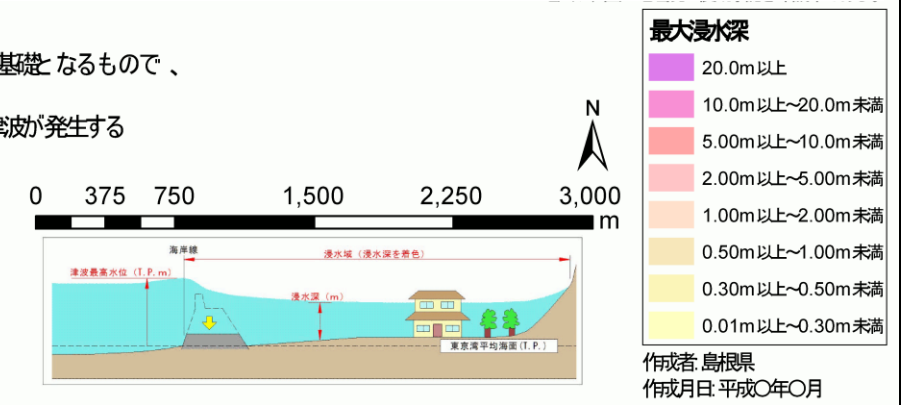 基礎となるもので、
津波が発生する
N
0 375 750 1,500 2,250 3,000
m
海岸線
浸水域（浸水深を着色）
津波最高水位（T.P.m）
浸水深（m）
東京湾平均海面（T.P.）
最大浸水深
20.0m以上
10.0m以上～20.0m未満
5.00m以上～10.0m未満
2.00m以上～5.00m未満
1.00m以上～2.00m未満
0.50m以上～1.00m未満
0.30m以上～0.50m未満
0.01m以上～0.30m未満
作成者:島根県
作成月日:平成〇年〇月